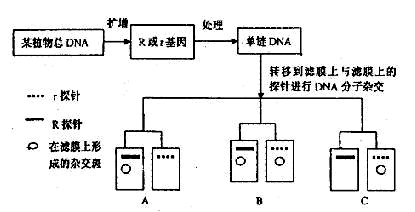 某植物总DNA
扩增
R或r基因
处理
单链DNA
转移到滤膜上与滤膜上的
探针进行DNA分子杂交
r探针
R探针
在滤膜上形
成的杂交斑
A
B
C